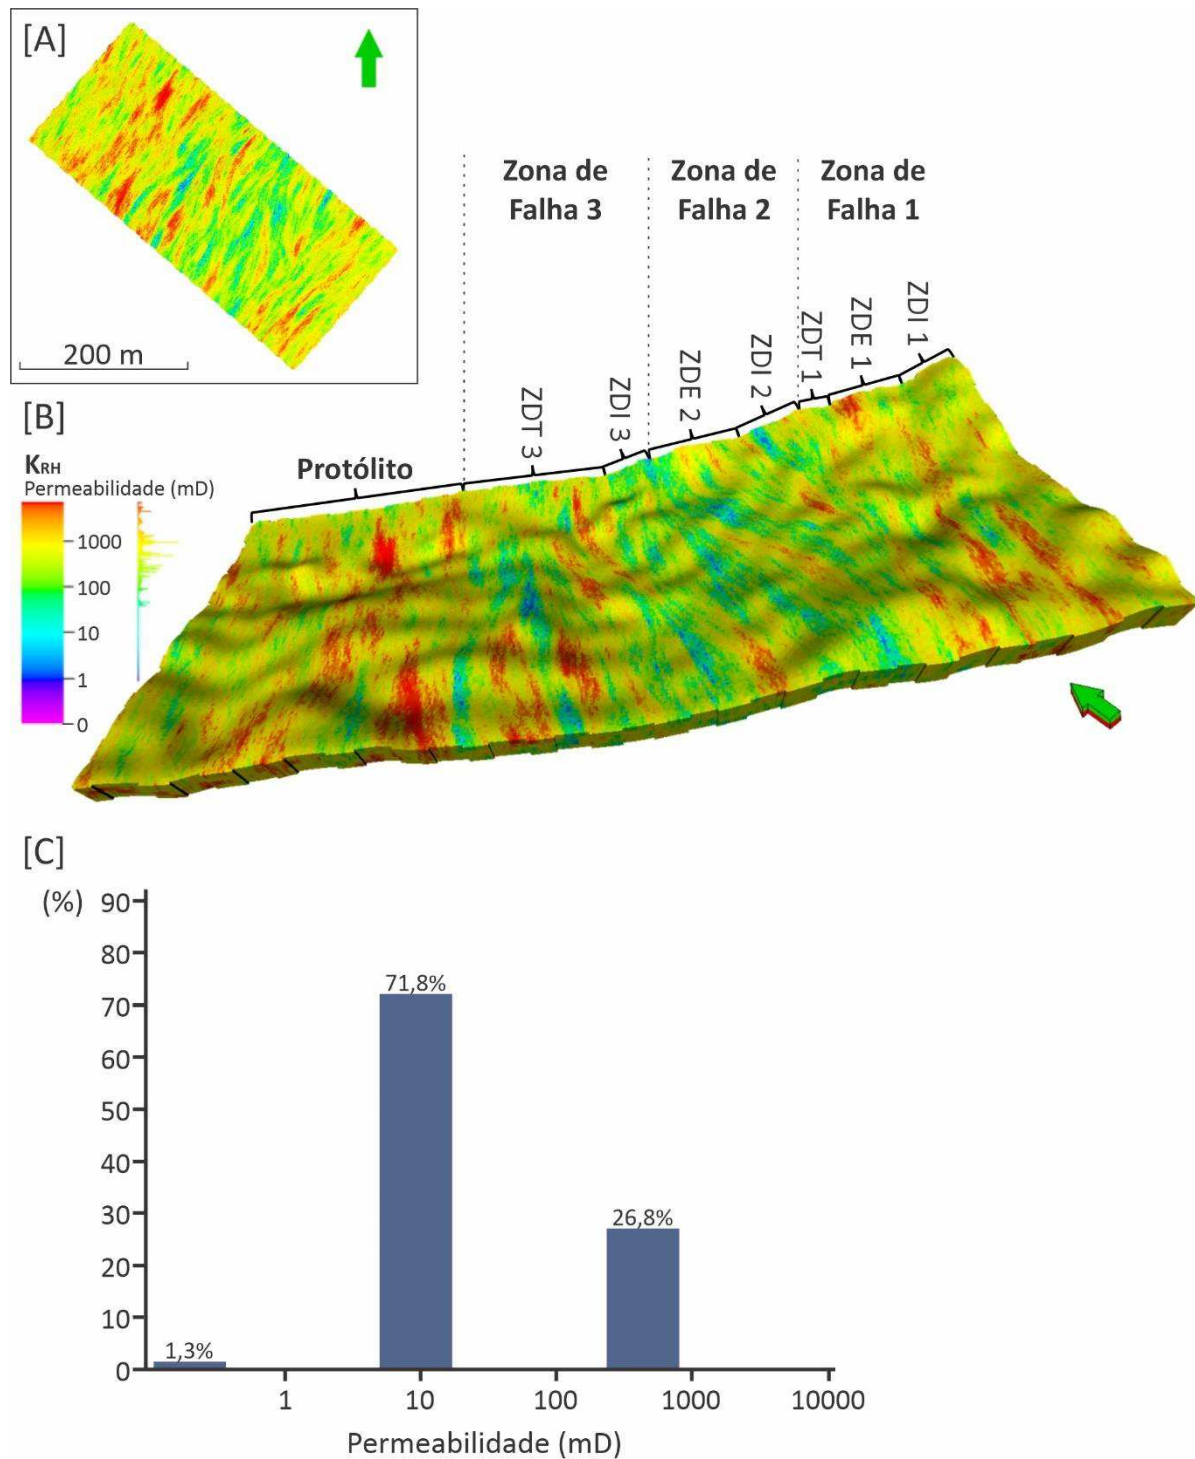 [A]
200 m
Zona de
Falha 3
Zona de
Falha 2
Zona de
Falha 1
ZDT 3
ZDI 3
ZDE 2
ZDI 2
ZDT 1
ZDE 1
ZDI 1
Protólito
[B]
KRH
Permeabilidade (mD)
1000
100
10
1
0
[C]
(%)
90
80
70
60
50
40
30
20
10
0
1,3%
71,8%
26,8%
1
10
100
1000
10000
Permeabilidade (mD)